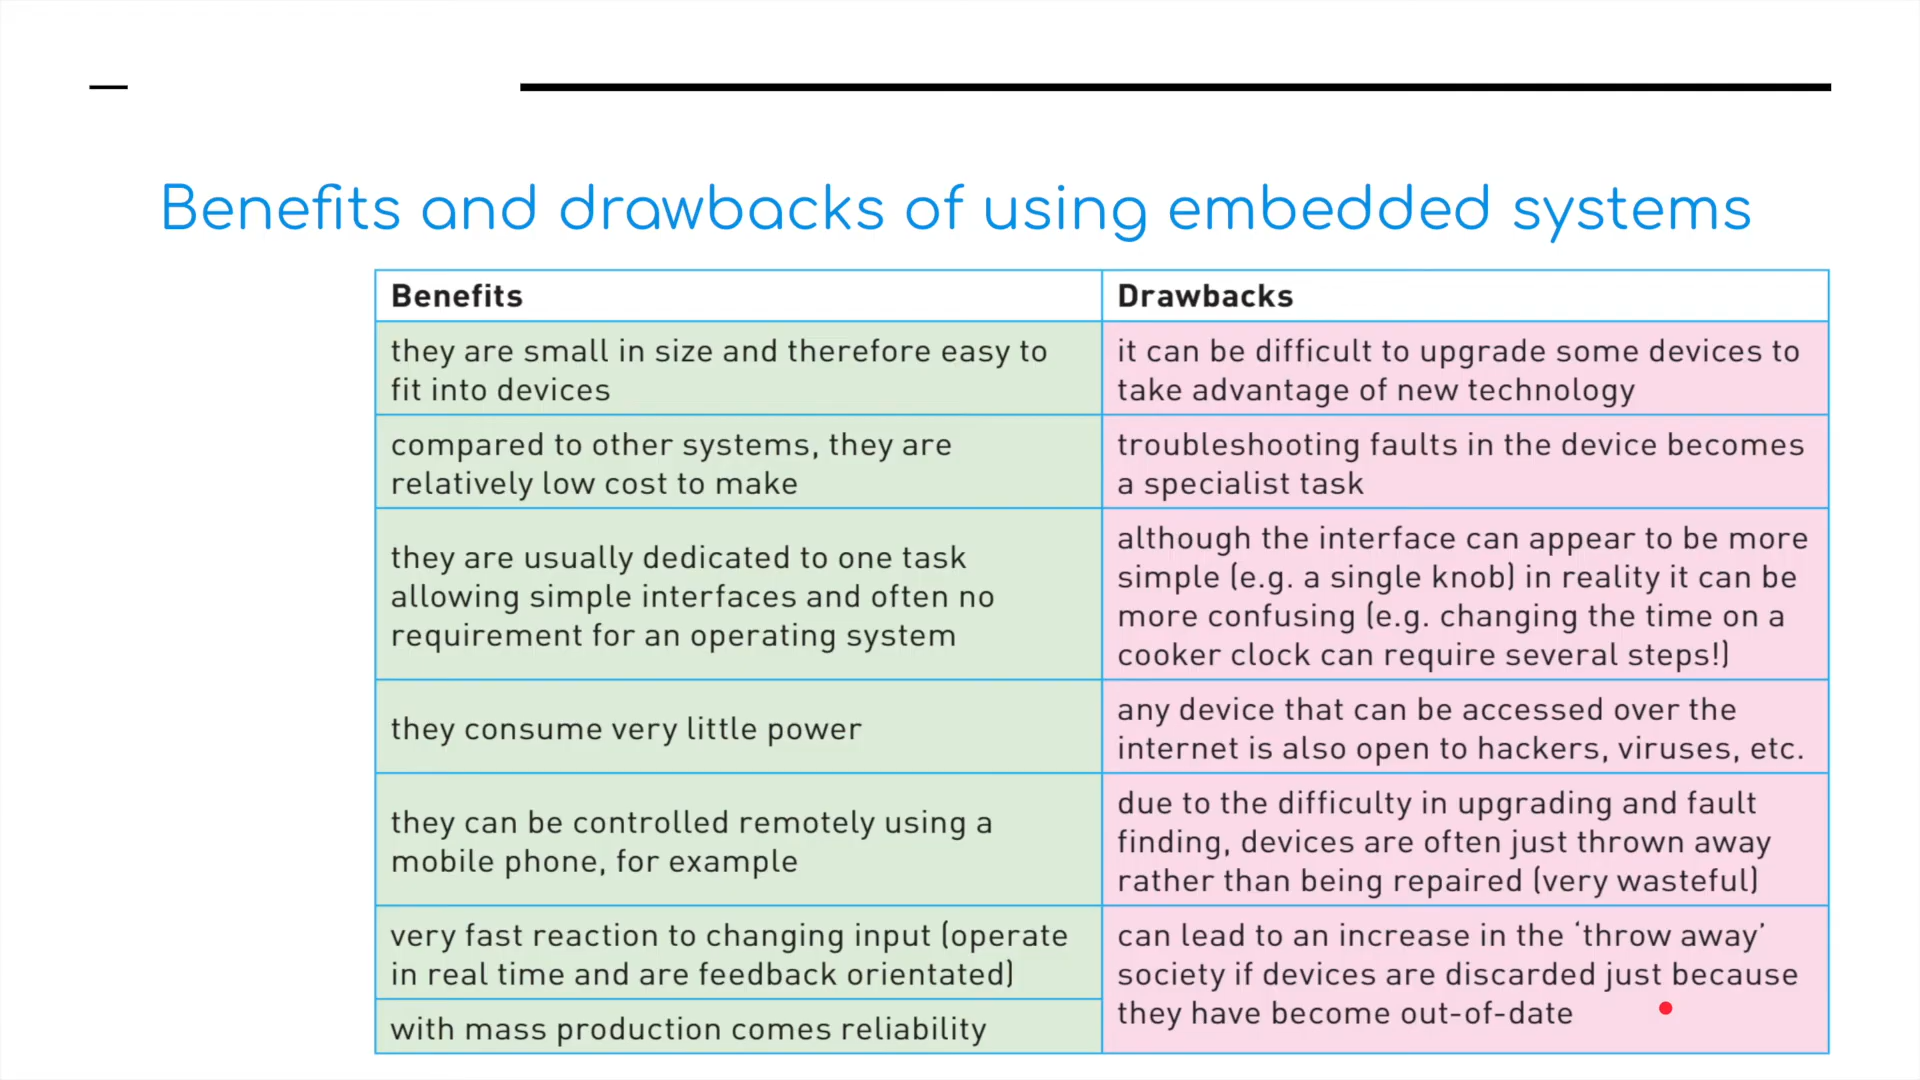 Benefits and drawbacks of using embedded systems
Benefits
Drawbacks
they are small in size and therefore easy to
fit into devices
it can be difficult to upgrade some devices to
take advantage of new technology
compared to other systems, they are
relatively low cost to make
troubleshooting faults in the device becomes
a specialist task
they are usually dedicated to one task
allowing simple interfaces and often no
requirement for an operating system
although the interface can appear to be more
simple (e.g. a single knob) in reality it can be
more confusing (e.g. changing the time on a
cooker clock can require several steps!)
they consume very little power
any device that can be accessed over the
internet is also open to hackers, viruses, etc.
they can be controlled remotely using a
mobile phone, for example
due to the difficulty in upgrading and fault
finding, devices are often just thrown away
rather than being repaired (very wasteful)
very fast reaction to changing input (operate
in real time and are feedback orientated)
can lead to an increase in the ‘throw away’
society if devices are discarded just because
they have become out-of-date
with mass production comes reliability